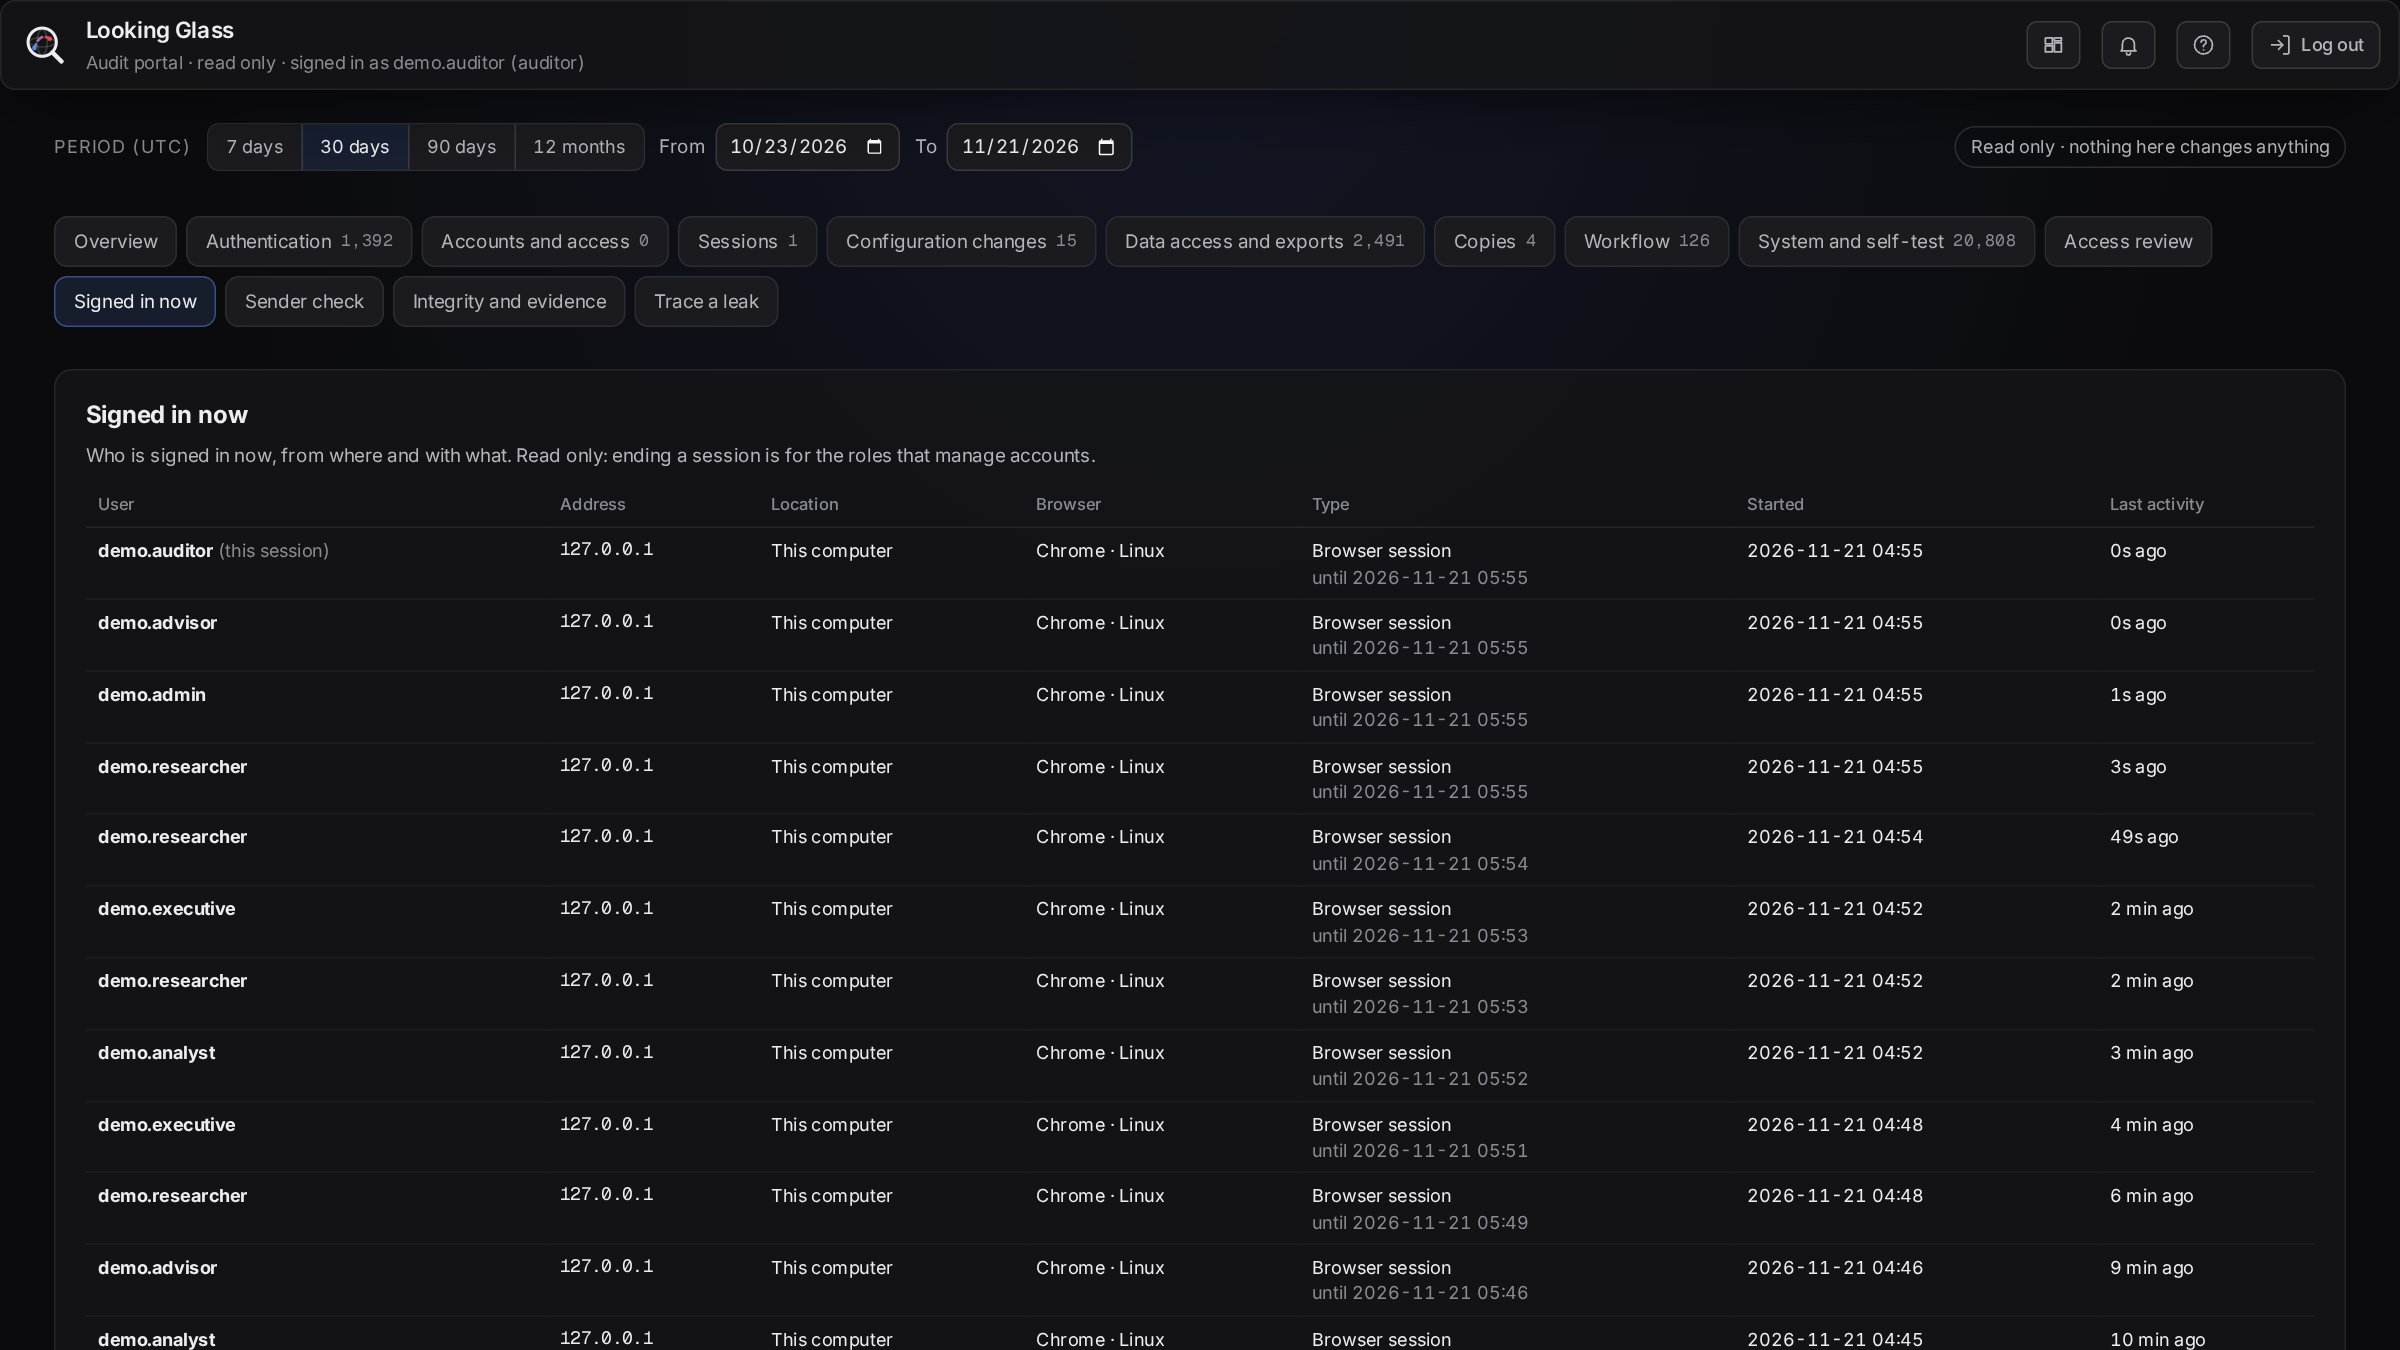 Looking Glass
Audit portal · read only · signed in as demo.auditor (auditor)
Log out
PERIOD (UTC) 7 days 30 days 90 days 12 months From 10/23/2026 To 11/21/2026 Read only · nothing here changes anything
Overview Authentication 1,392 Accounts and access 0 Sessions 1 Configuration changes 15 Data access and exports 2,491 Copies 4 Workflow 126 System and self-test 20,808 Access review
Signed in now Sender check Integrity and evidence Trace a leak
Signed in now
Who is signed in now, from where and with what. Read only: ending a session is for the roles that manage accounts.
User Address Location Browser Type Started Last activity
demo.auditor (this session) 127.0.0.1 This computer Chrome · Linux Browser session 2026-11-21 04:55 0s ago
until 2026-11-21 05:55
demo.advisor 127.0.0.1 This computer Chrome · Linux Browser session 2026-11-21 04:55 0s ago
until 2026-11-21 05:55
demo.admin 127.0.0.1 This computer Chrome · Linux Browser session 2026-11-21 04:55 1s ago
until 2026-11-21 05:55
demo.researcher 127.0.0.1 This computer Chrome · Linux Browser session 2026-11-21 04:55 3s ago
until 2026-11-21 05:55
demo.researcher 127.0.0.1 This computer Chrome · Linux Browser session 2026-11-21 04:54 49s ago
until 2026-11-21 05:54
demo.executive 127.0.0.1 This computer Chrome · Linux Browser session 2026-11-21 04:52 2 min ago
until 2026-11-21 05:53
demo.researcher 127.0.0.1 This computer Chrome · Linux Browser session 2026-11-21 04:52 2 min ago
until 2026-11-21 05:53
demo.analyst 127.0.0.1 This computer Chrome · Linux Browser session 2026-11-21 04:52 3 min ago
until 2026-11-21 05:52
demo.executive 127.0.0.1 This computer Chrome · Linux Browser session 2026-11-21 04:48 4 min ago
until 2026-11-21 05:51
demo.researcher 127.0.0.1 This computer Chrome · Linux Browser session 2026-11-21 04:48 6 min ago
until 2026-11-21 05:49
demo.advisor 127.0.0.1 This computer Chrome · Linux Browser session 2026-11-21 04:46 9 min ago
until 2026-11-21 05:46
demo.analyst 127.0.0.1 This computer Chrome · Linux Browser session 2026-11-21 04:45 10 min ago